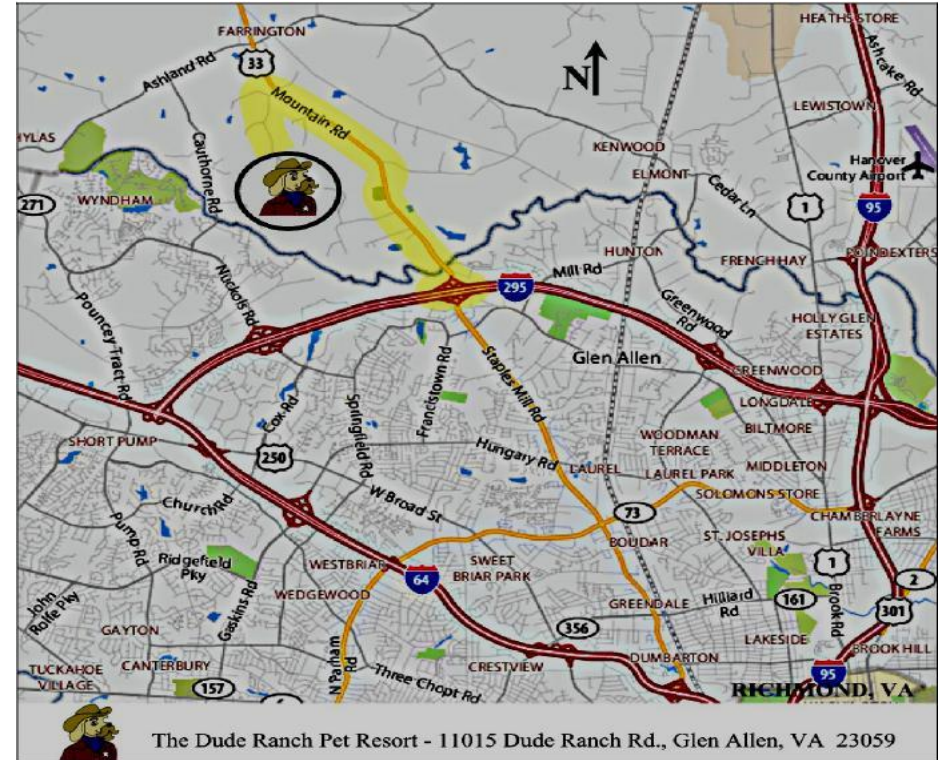 HEATHS STORE
FARRINGTON
33
Ashland Rd
N
Ashcake Rd
Mountain Rd
LEWISTOWN
HYLAS
Cauthorne Rd
KENWOOD
Hanover
County Airport
ELMONT
Cedar Ln
271
WYNDHAM
1
95
HUNTON
FRENCH HAY
POINDEXTERS
Mill Rd
295
Nuckols Rd
Pouncey Tract Rd
Greenwood
Rd
HOLLY GLEN
ESTATES
Staples Mill Rd
Glen Allen
Francistown Rd
GREENWOOD
Cox Rd
Springfield Rd
LONGDALE
BILTMORE
SHORT PUMP
250
Hungary Rd
WOODMAN
TERRACE
LAUREL
LAUREL PARK
MIDDLETON
W Broad St
SOLOMONS STORE
Church Rd
73
CHAMBERLAYNE
FARMS
Pump Rd
BOUDAR
ST. JOSEPHS
VILLA
Ridgefield
Pky
WESTBRIAR
SWEET
BRIAR PARK
64
1
2
WEDGEWOOD
John
Rolfe Pky
Gaskins Rd
GREENDALE
Hilliard
Rd
161
Brook Rd
301
GAYTON
356
LAKESIDE
N Parham
Rd
BROOK HILL
TUCKAHOE
VILLAGE
CANTERBURY
Three Chopt Rd
CRESTVIEW
DUMBARTON
95
157
6
RICHMOND, VA
The Dude Ranch Pet Resort - 11015 Dude Ranch Rd., Glen Allen, VA 23059